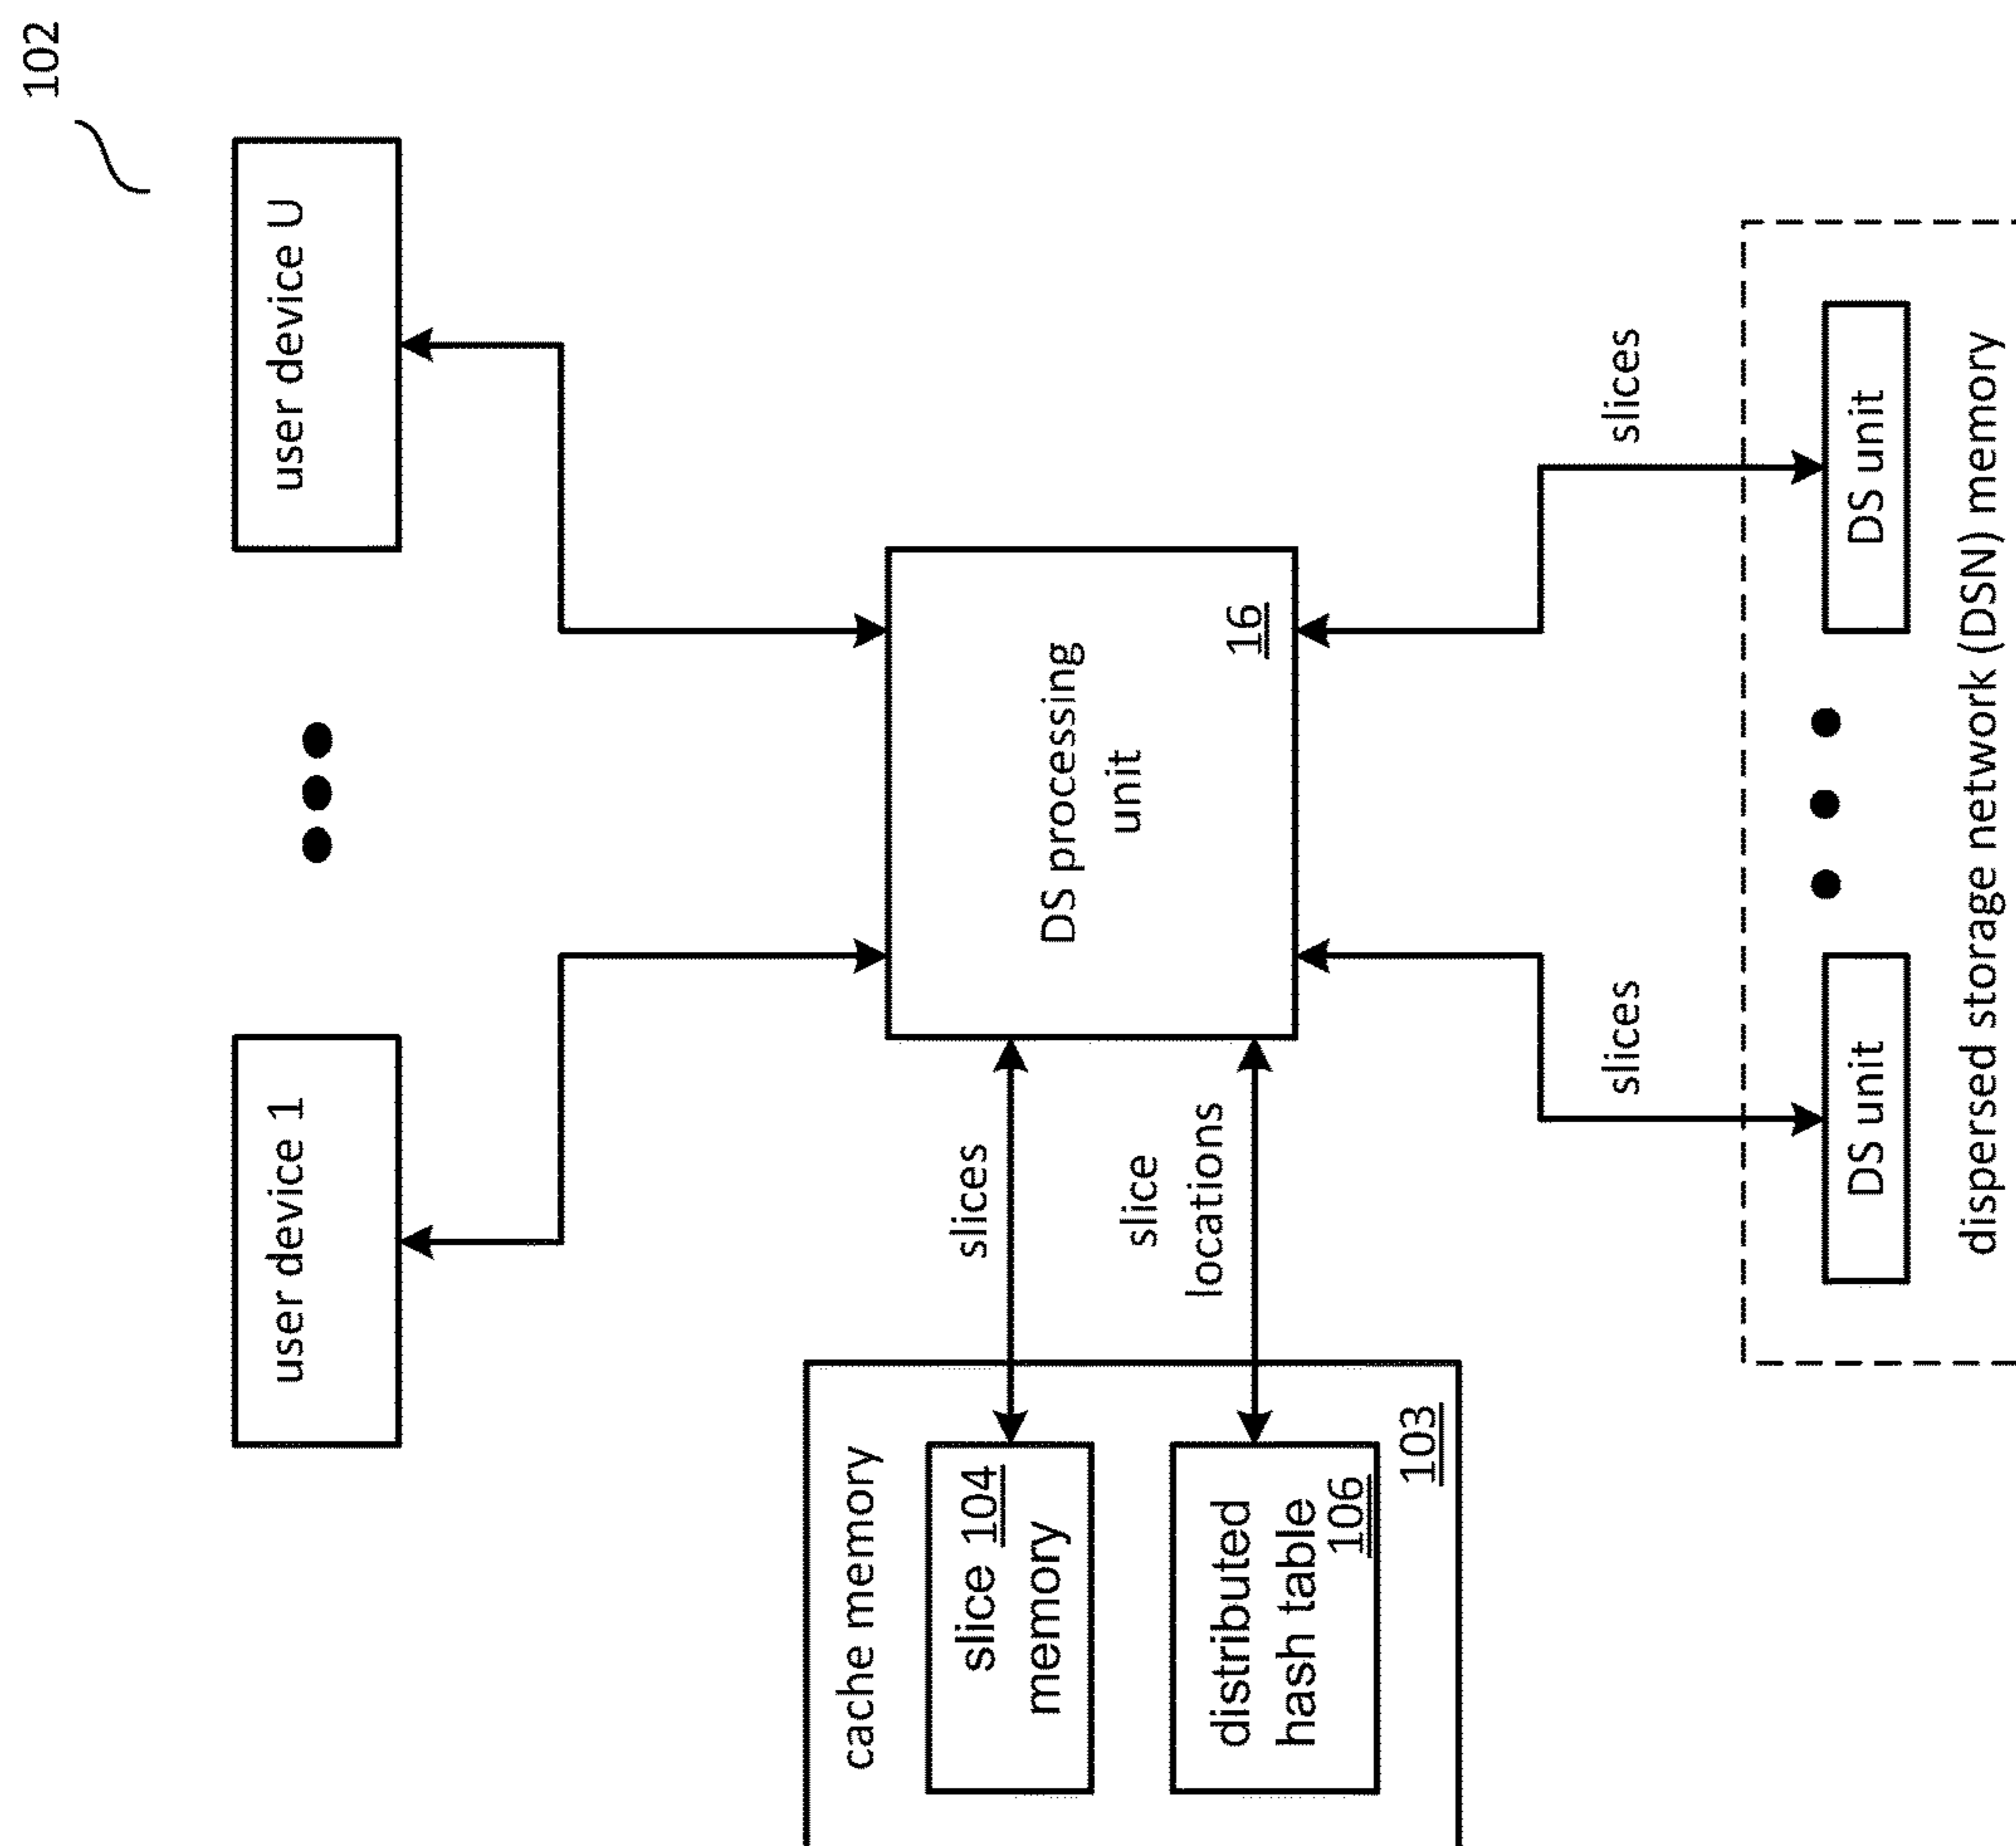 102
user device 1
user device U
cache memory
slice 104
memory
distributed
hash table
106
103
slices
slice
locations
DS processing
unit
16
slices
slices
DS unit
DS unit
dispersed storage network (DSN) memory